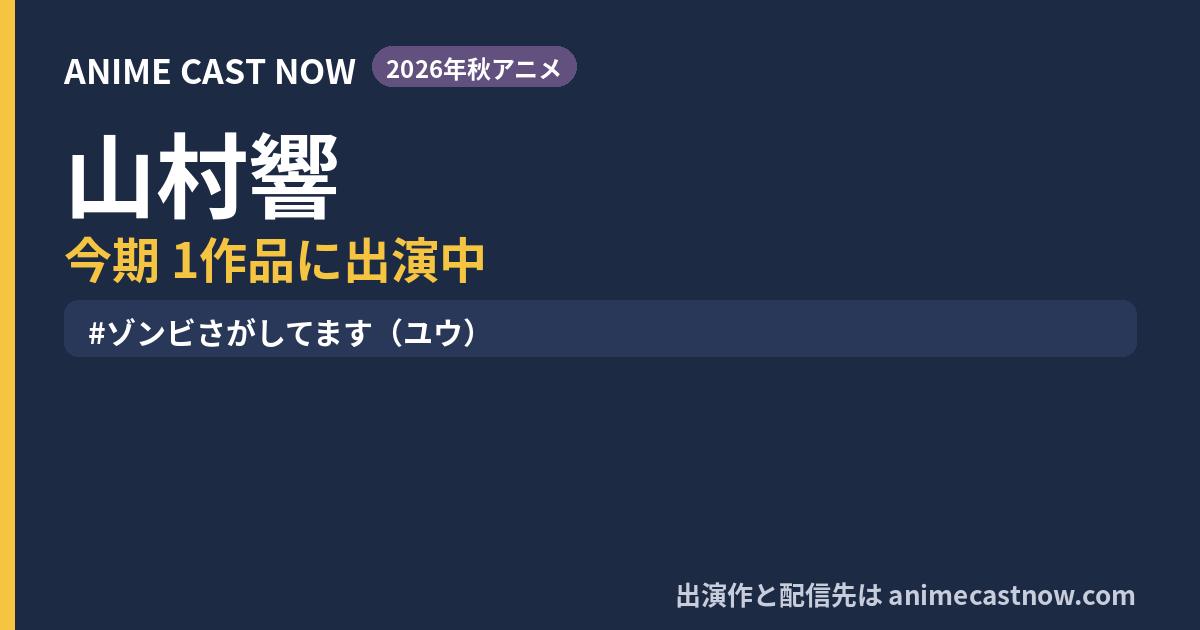 ANIME CAST NOW 2026年秋アニメ
山村響
今期 1作品に出演中
#ゾンビさがしてます（ユウ）
出演作と配信先は animecastnow.com